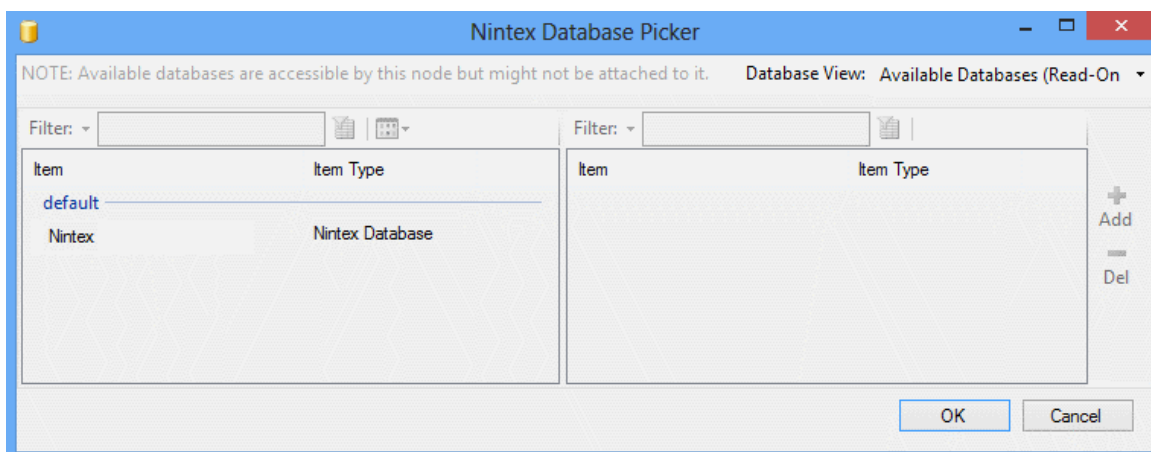 Nintex Database Picker
NOTE: Available databases are accessible by this node but might not be attached to it. Database View: Available Databases (Read-On
Filter: Filter:
Item Item Type Item Item Type
default
Nintex Nintex Database
Add
Del
OK Cancel